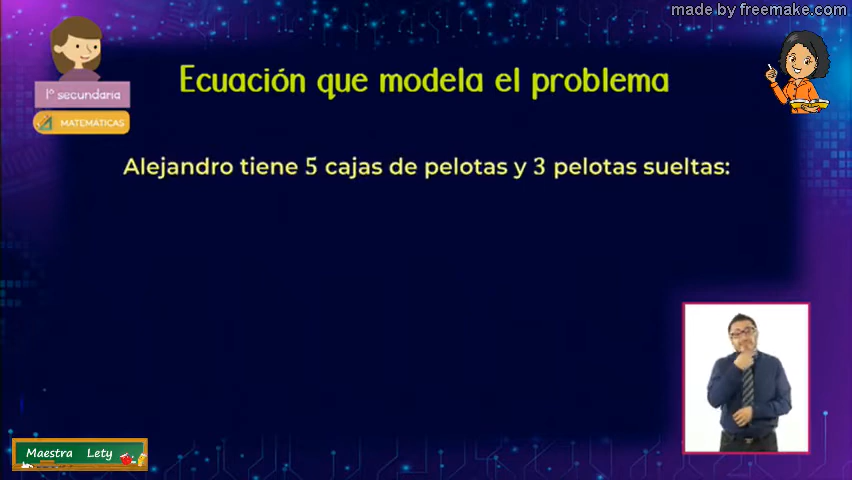 made by freemake.com
Ecuación que modela el problema
1° secundaria
MATEMÁTICAS
Alejandro tiene 5 cajas de pelotas y 3 pelotas sueltas:
Maestra Lety